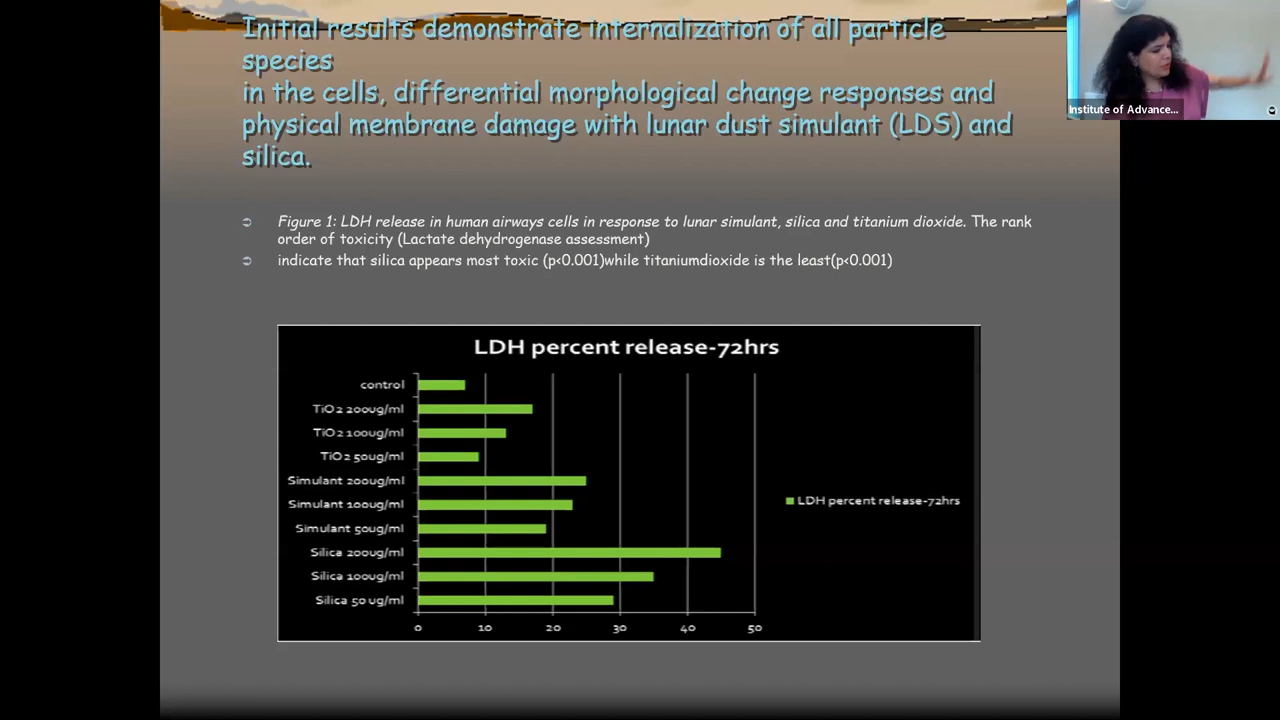 Initial results demonstrate internalization of all particle
species
in the cells, differential morphological change responses and
physical membrane damage with lunar dust simulant (LDS) and
silica.
Institute of Advance...
Figure 1: LDH release in human airways cells in response to lunar simulant, silica and titanium dioxide. The rank
order of toxicity (Lactate dehydrogenase assessment)
indicate that silica appears most toxic (p<0.001)while titaniumdioxide is the least(p<0.001)
LDH percent release-72hrs
control
TiO2 200ug/ml
TiO2 100ug/ml
TiO2 50ug/ml
Simulant 200ug/ml
Simulant 100ug/ml
Simulant 50ug/ml
Silica 200ug/ml
Silica 100ug/ml
Silica 50 ug/ml
0 10 20 30 40 50
LDH percent release-72hrs